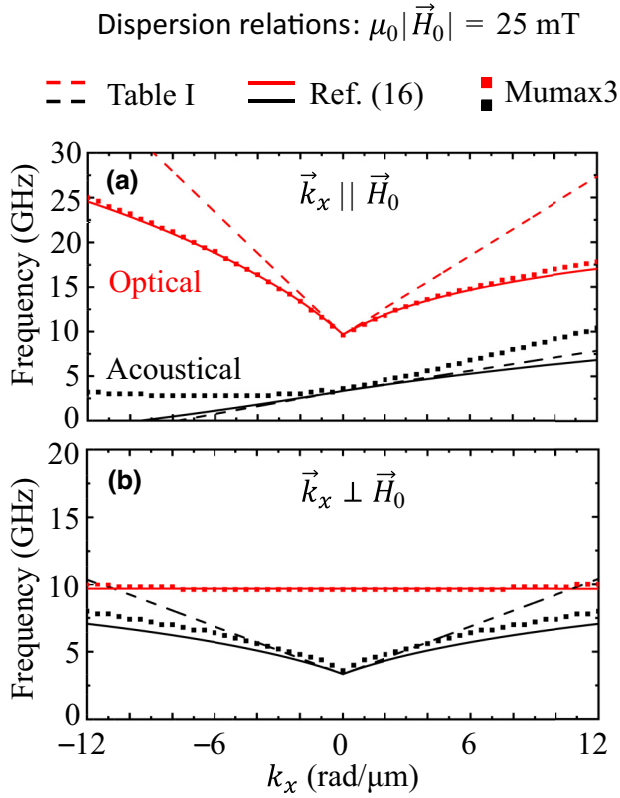 Dispersion relations: μ₀|H⃗₀| = 25 mT
Table I Ref. (16) Mumax3
(a) k⃗ₓ || H⃗₀
30
25
20
15
10
5
0
Frequency (GHz)
Optical
Acoustical
(b) k⃗ₓ ⊥ H⃗₀
20
15
10
5
0
Frequency (GHz)
−12 −6 0 6 12
kₓ (rad/μm)